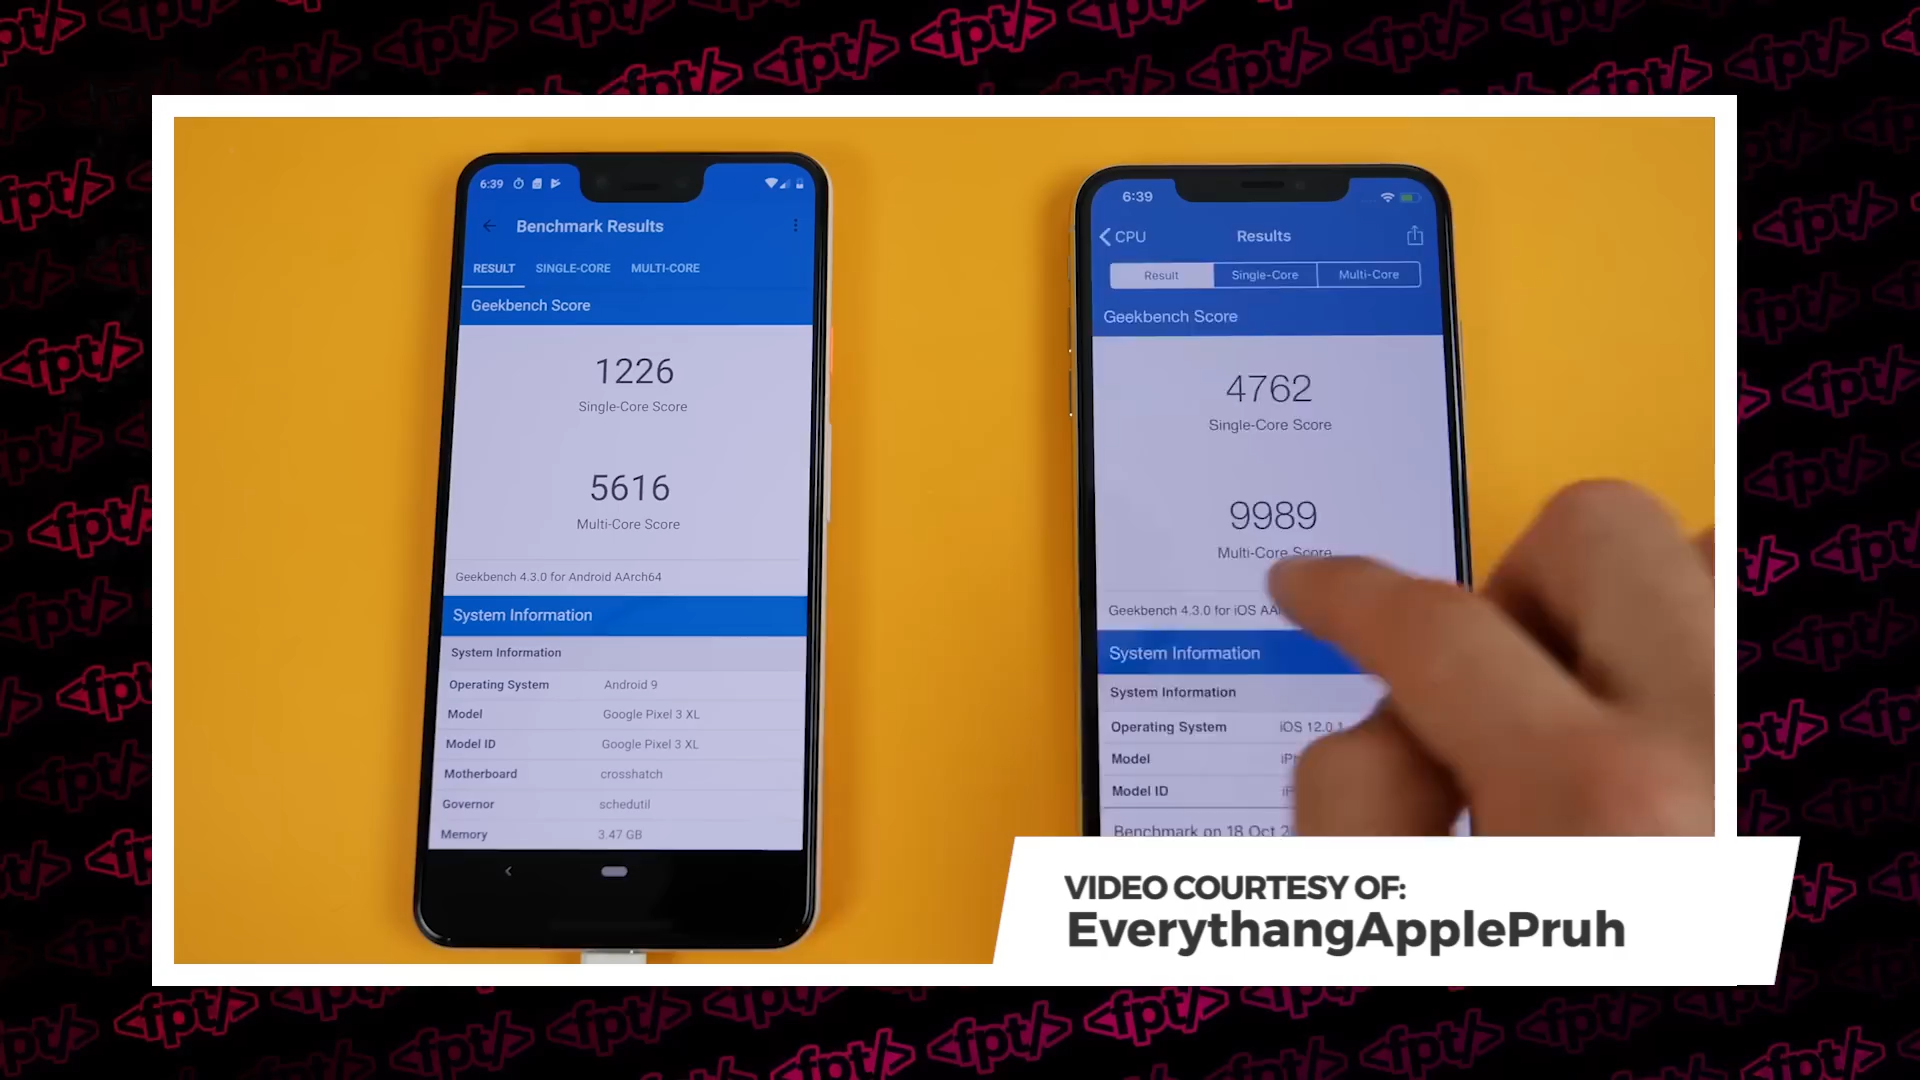 6:39
Benchmark Results
RESULT SINGLE-CORE MULTI-CORE
Geekbench Score
1226
Single-Core Score
5616
Multi-Core Score
Geekbench 4.3.0 for Android AArch64
System Information
System Information
Operating System Android 9
Model Google Pixel 3 XL
Model ID Google Pixel 3 XL
Motherboard crosshatch
Governor schedutil
Memory 3.47 GB
6:39
CPU Results
Result Single-Core Multi-Core
Geekbench Score
4762
Single-Core Score
9989
Multi-Core Score
Geekbench 4.3.0 for iOS
System Information
System Information
Operating System iOS 12.0.1
Model
Model ID
Benchmark on 18 Oct
VIDEO COURTESY OF:
EverythangApplePruh
<fpt/>